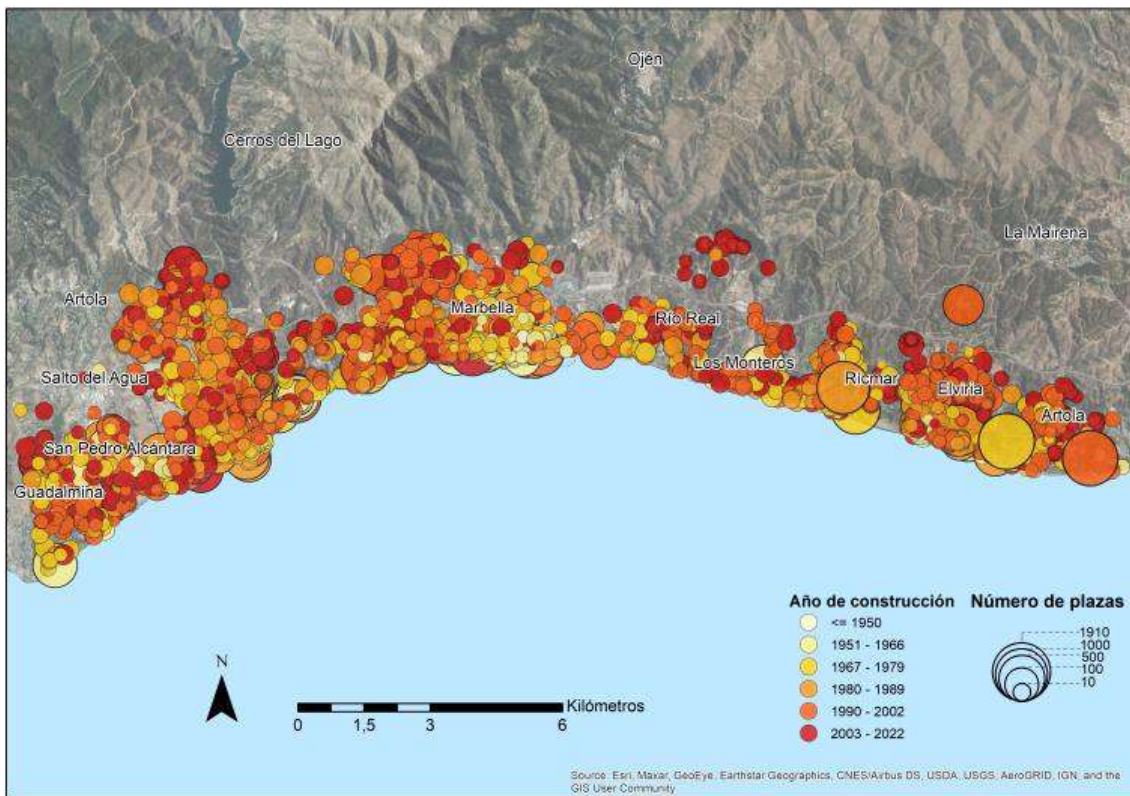 Ojén
Cerros del Lago
La Mairena
Artola
Marbella
Río Real
Salto del Agua
Los Monteros
Ricmar
Elviria
Artola
San Pedro Alcántara
Guadalmina
Año de construcción
<= 1950
1951 - 1966
1967 - 1979
1980 - 1989
1990 - 2002
2003 - 2022
Número de plazas
1910
1000
500
100
10
N
Kilómetros
0 1,5 3 6
Source: Esri, Maxar, GeoEye, Earthstar Geographics, CNES/Airbus DS, USDA, USGS, AeroGRID, IGN, and the
GIS User Community